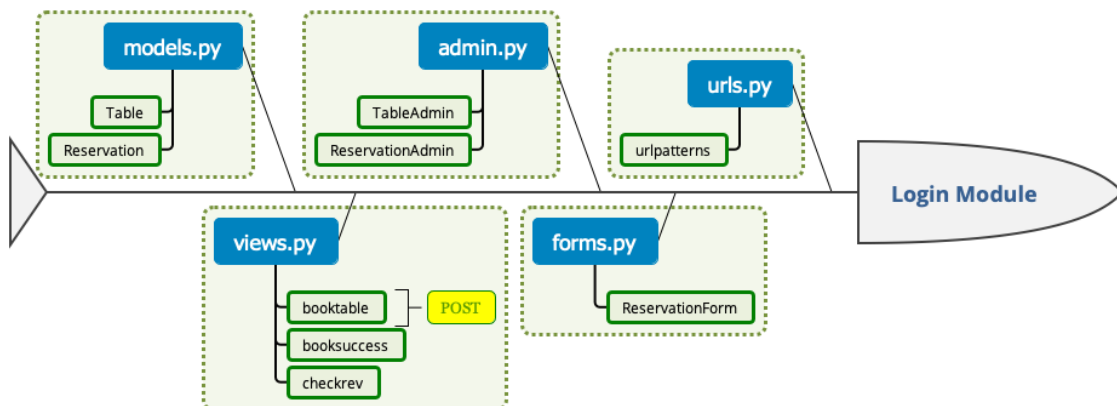 models.py
Table
Reservation
admin.py
TableAdmin
ReservationAdmin
urls.py
urlpatterns
Login Module
views.py
booktable
POST
booksuccess
checkrev
forms.py
ReservationForm